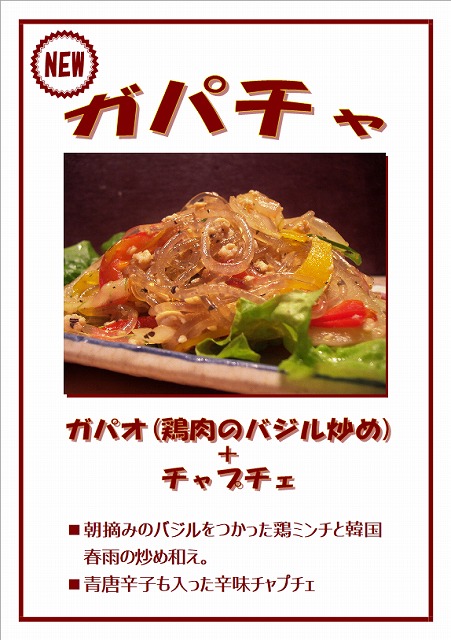 NEW
ガパチャ
ガパオ(鶏肉のバジル炒め)
+
チャプチェ
■朝摘みのバジルをつかった鶏ミンチと韓国
春雨の炒め和え。
■青唐辛子も入った辛味チャプチェ